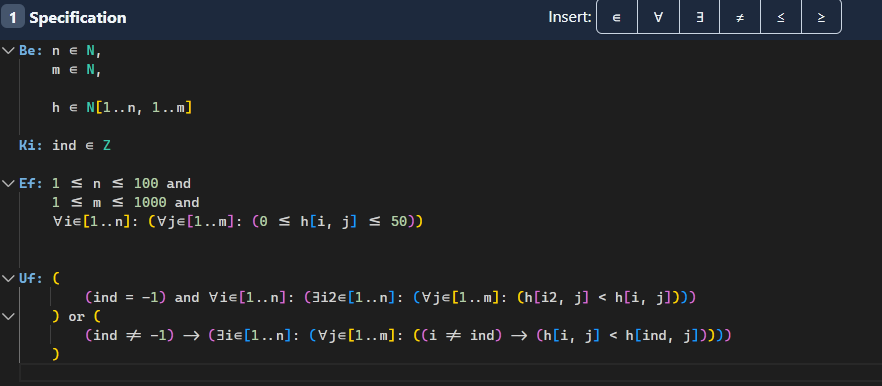 1 Specification Insert: ∈ ∀ ∃ ≠ ≤ ≥
Be: n ∈ N,
m ∈ N,
h ∈ N[1..n, 1..m]
Ki: ind ∈ Z
Ef: 1 ≤ n ≤ 100 and
1 ≤ m ≤ 1000 and
∀i∈[1..n]: (∀j∈[1..m]: (0 ≤ h[i, j] ≤ 50))
Uf: (
(ind = -1) and ∀i∈[1..n]: (∃i2∈[1..n]: (∀j∈[1..m]: (h[i2, j] < h[i, j])))
) or (
(ind ≠ -1) -> (∃i∈[1..n]: (∀j∈[1..m]: ((i ≠ ind) -> (h[i, j] < h[ind, j]))))
)